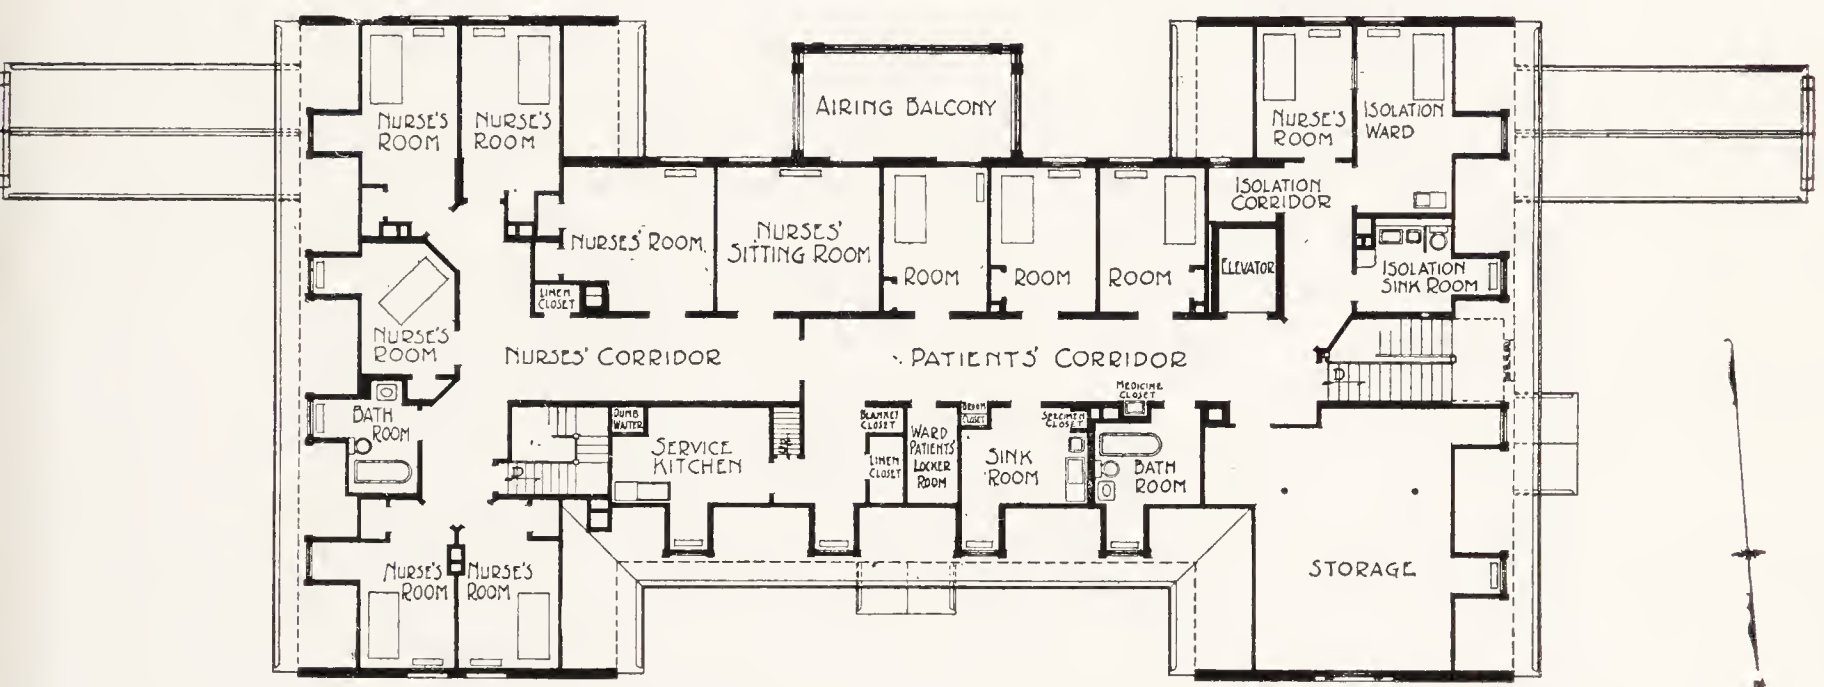 AIRING BALCONY
NURSE'S
ROOM
NURSE'S
ROOM
NURSE'S
ROOM
ISOLATION
WARD
ISOLATION
CORRIDOR
NURSES' ROOM
NURSES'
SITTING ROOM
ROOM
ROOM
ROOM
ELEVATOR
ISOLATION
SINK ROOM
LINEN
CLOSET
NURSE'S
ROOM
NURSES' CORRIDOR
PATIENTS' CORRIDOR
MEDICINE
CLOSET
D
BATH
ROOM
DUMB
WAITER
SERVICE
KITCHEN
UP
D
BLANKET
CLOSET
LINEN
CLOSET
WARD
PATIENTS'
LOCKER
ROOM
BROOM
CLOSET
SINK
ROOM
SPECIMEN
CLOSET
BATH
ROOM
STORAGE
NURSE'S
ROOM
NURSE'S
ROOM